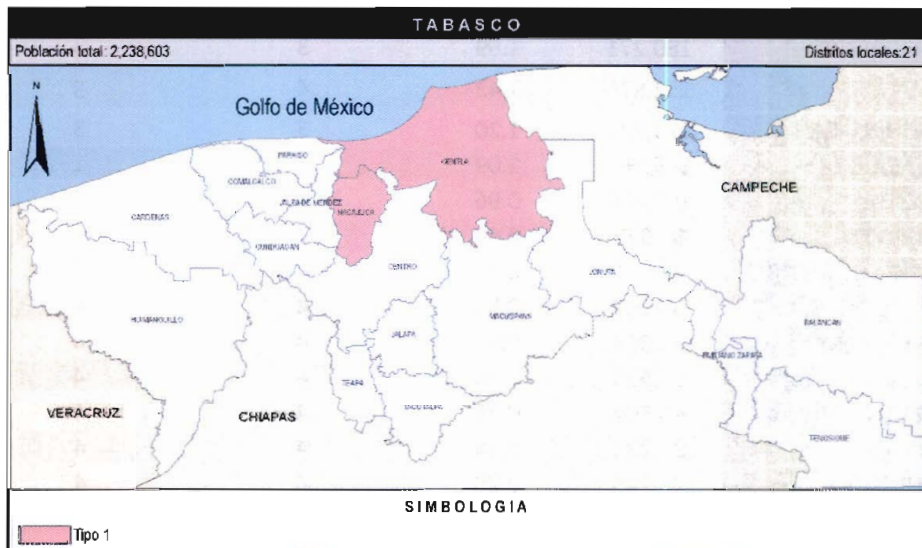 TABASCO
Población total: 2,238,603
Distritos locales:21
N
Golfo de México
PARAISO
CENTLA
COMALCALCO
CAMPECHE
JALPA DE MENDEZ
NACAJUCA
CARDENAS
CUNDUACAN
CENTRO
JONUTA
HUIMANGUILLO
MACUSPANA
BALANCAN
JALAPA
EMILIANO ZAPATA
TEAPA
VERACRUZ
CHIAPAS
TACOTALPA
TENOSIQUE
SIMBOLOGIA
Tipo 1